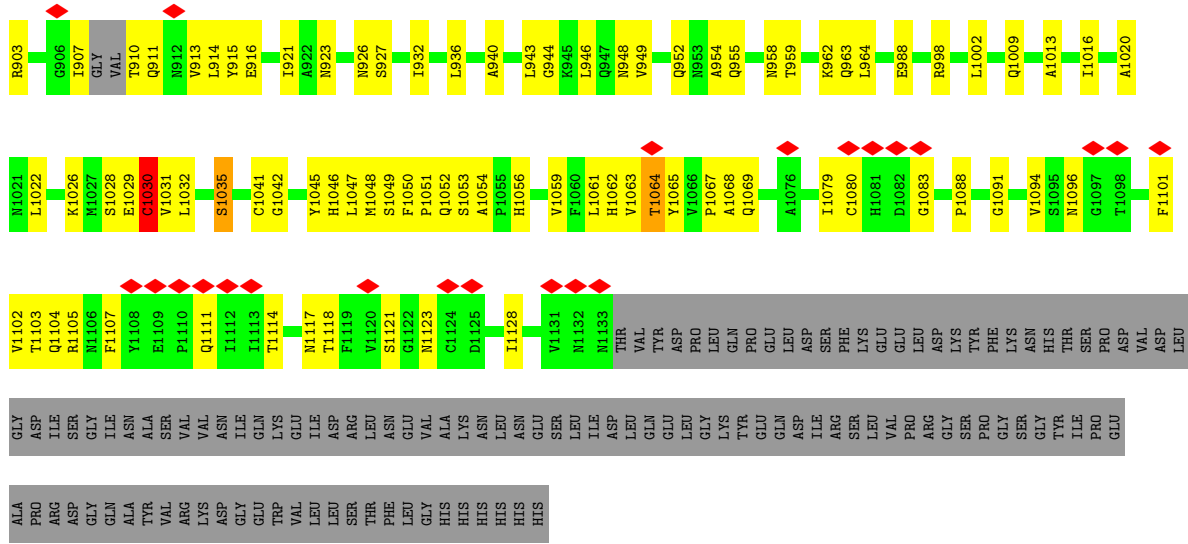 R903 G906 I907 GLY VAL T910 Q911 N912 V913 L914 Y915 E916 I921 A922 N923 N926 S927 I932 L936 A940 L943 G944 K945 L946 Q947 N948 V949 Q952 N953 A954 Q955 N958 T959 K962 Q963 L964 E988 R998 L1002 Q1009 A1013 I1016 A1020
N1021 L1022 K1026 M1027 S1028 E1029 C1030 V1031 L1032 S1035 C1041 G1042 Y1045 H1046 L1047 M1048 S1049 F1050 P1051 Q1052 S1053 A1054 P1055 H1056 V1059 F1060 L1061 H1062 V1063 T1064 Y1065 V1066 P1067 A1068 Q1069 A1076 I1079 C1080 H1081 D1082 G1083 P1088 G1091 V1094 S1095 N1096 G1097 T1098 F1101
V1102 T1103 Q1104 R1105 N1106 F1107 Y1108 E1109 P1110 Q1111 I1112 I1113 T1114 N1117 T1118 F1119 V1120 S1121 G1122 N1123 C1124 D1125 I1128 V1131 N1132 N1133 THR VAL TYR ASP PRO LEU GLN PRO GLU LEU ASP SER PHE LYS GLU GLU LEU ASP LYS TYR PHE LYS ASN HIS THR SER PRO ASP VAL ASP LEU
GLY ASP ILE SER GLY ILE ASN ALA SER VAL VAL ASN ILE GLN LYS GLU ILE ASP ARG LEU ASN GLU VAL ALA LYS ASN LEU ASN GLU SER LEU ILE ASP LEU GLN GLU LEU GLY LYS TYR GLU GLN ASP ILE ARG SER LEU VAL PRO ARG GLY SER PRO GLY SER GLY TYR ILE PRO GLU
ALA PRO ARG ASP GLY GLN ALA TYR VAL ARG LYS ASP GLY GLU TRP VAL LEU LEU SER THR PHE LEU GLY HIS HIS HIS HIS HIS HIS